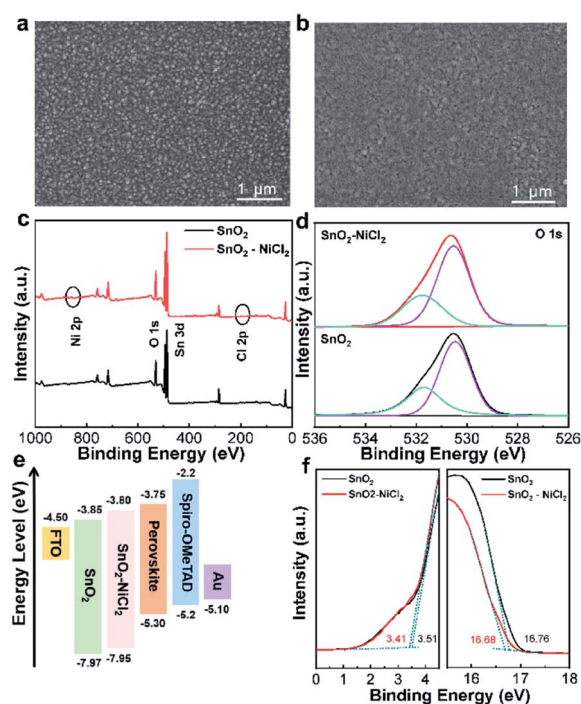 a
b
1 µm
1 µm
c
d
SnO2
SnO2 - NiCl2
Ni 2p
O 1s
Sn 3d
Cl 2p
Intensity (a.u.)
1000 800 600 400 200 0
Binding Energy (eV)
SnO2-NiCl2
O 1s
SnO2
Intensity (a.u.)
536 534 532 530 528 526
Binding Energy (eV)
e
Energy Level (eV)
-4.50
FTO
-3.85
SnO2
-7.97
-3.80
SnO2-NiCl2
-7.95
-3.75
Perovskite
-5.30
-2.2
Spiro-OMeTAD
-5.2
Au
-5.10
f
SnO2
SnO2-NiCl2
SnO2
SnO2 - NiCl2
Intensity (a.u.)
3.41
3.51
16.68
16.76
0 1 2 3 4
16 17 18
Binding Energy (eV)